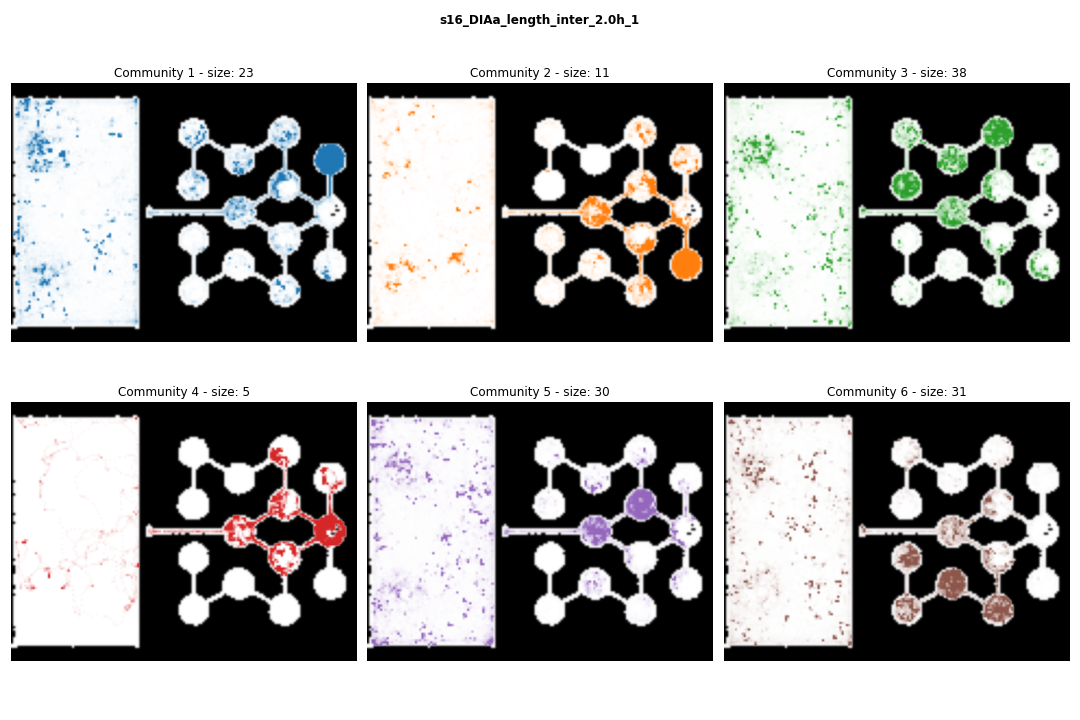 s16_DIAa_length_inter_2.0h_1
Community 1 - size: 23
Community 2 - size: 11
Community 3 - size: 38
Community 4 - size: 5
Community 5 - size: 30
Community 6 - size: 31